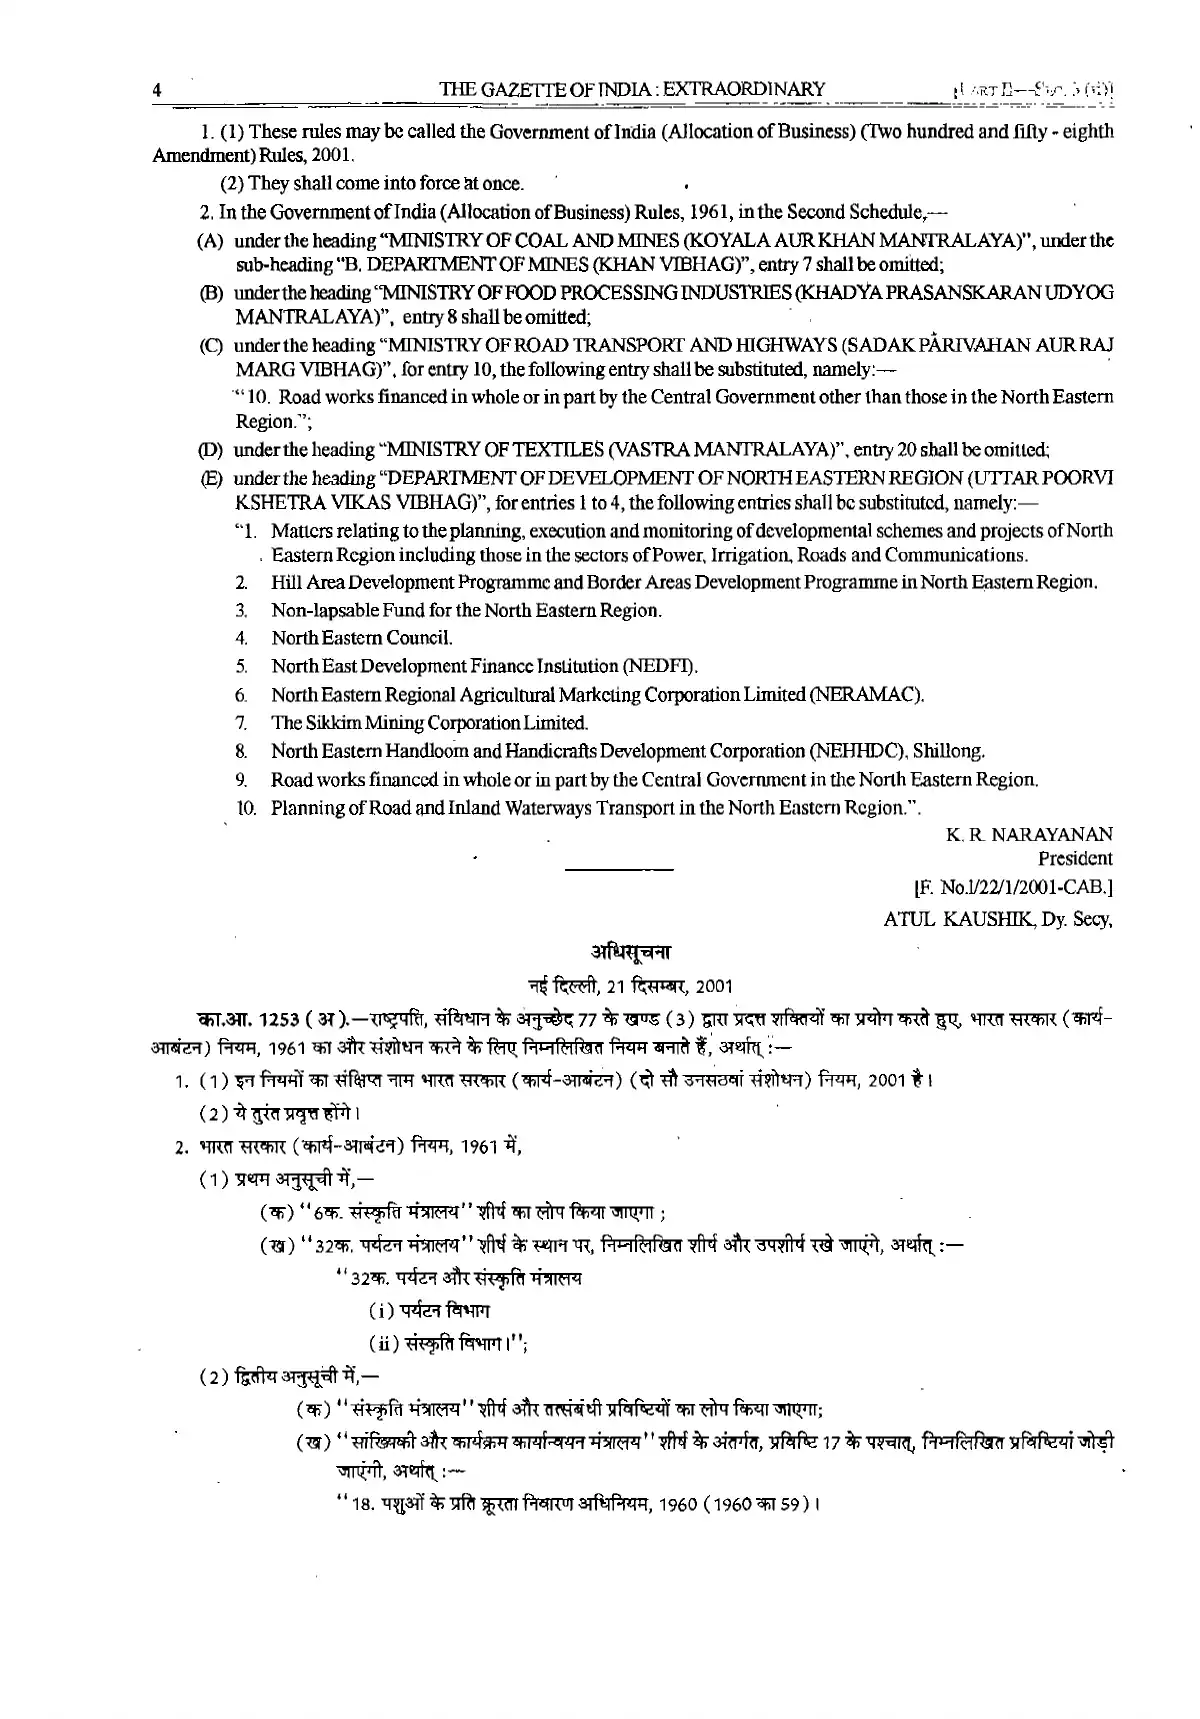 4 THE GAZETTE OF INDIA : EXTRAORDINARY
1. (1) These rules may be called the Government of India (Allocation of Business) (Two hundred and fifty - eighth
Amendment) Rules, 2001.
(2) They shall come into force at once.
2. In the Government of India (Allocation of Business) Rules, 1961, in the Second Schedule,—
(A) under the heading “MINISTRY OF COAL AND MINES (KOYALA AUR KHAN MANTRALAYA)”, under the
sub-heading “B. DEPARTMENT OF MINES (KHAN VIBHAG)”, entry 7 shall be omitted;
(B) under the heading “MINISTRY OF FOOD PROCESSING INDUSTRIES (KHADYA PRASANSKARAN UDYOG
MANTRALAYA)”, entry 8 shall be omitted;
(C) under the heading “MINISTRY OF ROAD TRANSPORT AND HIGHWAYS (SADAK PARIVAHAN AUR RAJ
MARG VIBHAG)”, for entry 10, the following entry shall be substituted, namely:—
“10. Road works financed in whole or in part by the Central Government other than those in the North Eastern
Region.”;
(D) under the heading “MINISTRY OF TEXTILES (VASTRA MANTRALAYA)”, entry 20 shall be omitted;
(E) under the heading “DEPARTMENT OF DEVELOPMENT OF NORTH EASTERN REGION (UTTAR POORVI
KSHETRA VIKAS VIBHAG)”, for entries 1 to 4, the following entries shall be substituted, namely:—
“1. Matters relating to the planning, execution and monitoring of developmental schemes and projects of North
Eastern Region including those in the sectors of Power, Irrigation, Roads and Communications.
2. Hill Area Development Programme and Border Areas Development Programme in North Eastern Region.
3. Non-lapsable Fund for the North Eastern Region.
4. North Eastern Council.
5. North East Development Finance Institution (NEDFI).
6. North Eastern Regional Agricultural Marketing Corporation Limited (NERAMAC).
7. The Sikkim Mining Corporation Limited.
8. North Eastern Handloom and Handicrafts Development Corporation (NEHHDC), Shillong.
9. Road works financed in whole or in part by the Central Government in the North Eastern Region.
10. Planning of Road and Inland Waterways Transport in the North Eastern Region.”.
K. R. NARAYANAN
President
[F. No.1/22/1/2001-CAB.]
ATUL KAUSHIK, Dy. Secy,
अधिसूचना
नई दिल्ली, 21 दिसम्बर, 2001
का.आ. 1253 ( अ ).—राष्ट्रपति, संविधान के अनुच्छेद 77 के खण्ड (3) द्वारा प्रदत्त शक्तियों का प्रयोग करते हुए, भारत सरकार (कार्य-
आबंटन) नियम, 1961 का और संशोधन करने के लिए निम्नलिखित नियम बनाते हैं, अर्थात् :—
1. (1) इन नियमों का संक्षिप्त नाम भारत सरकार (कार्य-आबंटन) (दो सौ उनसठवां संशोधन) नियम, 2001 है।
(2) ये तुरंत प्रवृत्त होंगे।
2. भारत सरकार (कार्य-आबंटन) नियम, 1961 में,
(1) प्रथम अनुसूची में,—
(क) ''6क. संस्कृति मंत्रालय'' शीर्ष का लोप किया जाएगा ;
(ख) ''32क. पर्यटन मंत्रालय'' शीर्ष के स्थान पर, निम्नलिखित शीर्ष और उपशीर्ष रखे जाएंगे, अर्थात् :—
''32क. पर्यटन और संस्कृति मंत्रालय
(i) पर्यटन विभाग
(ii) संस्कृति विभाग।'';
(2) द्वितीय अनुसूची में,—
(क) ''संस्कृति मंत्रालय'' शीर्ष और तत्संबंधी प्रविष्टियों का लोप किया जाएगा;
(ख) ''सांख्यिकी और कार्यक्रम कार्यान्वयन मंत्रालय'' शीर्ष के अंतर्गत, प्रविष्टि 17 के पश्चात्, निम्नलिखित प्रविष्टियां जोड़ी
जाएंगी, अर्थात् :—
''18. पशुओं के प्रति क्रूरता निवारण अधिनियम, 1960 (1960 का 59)।